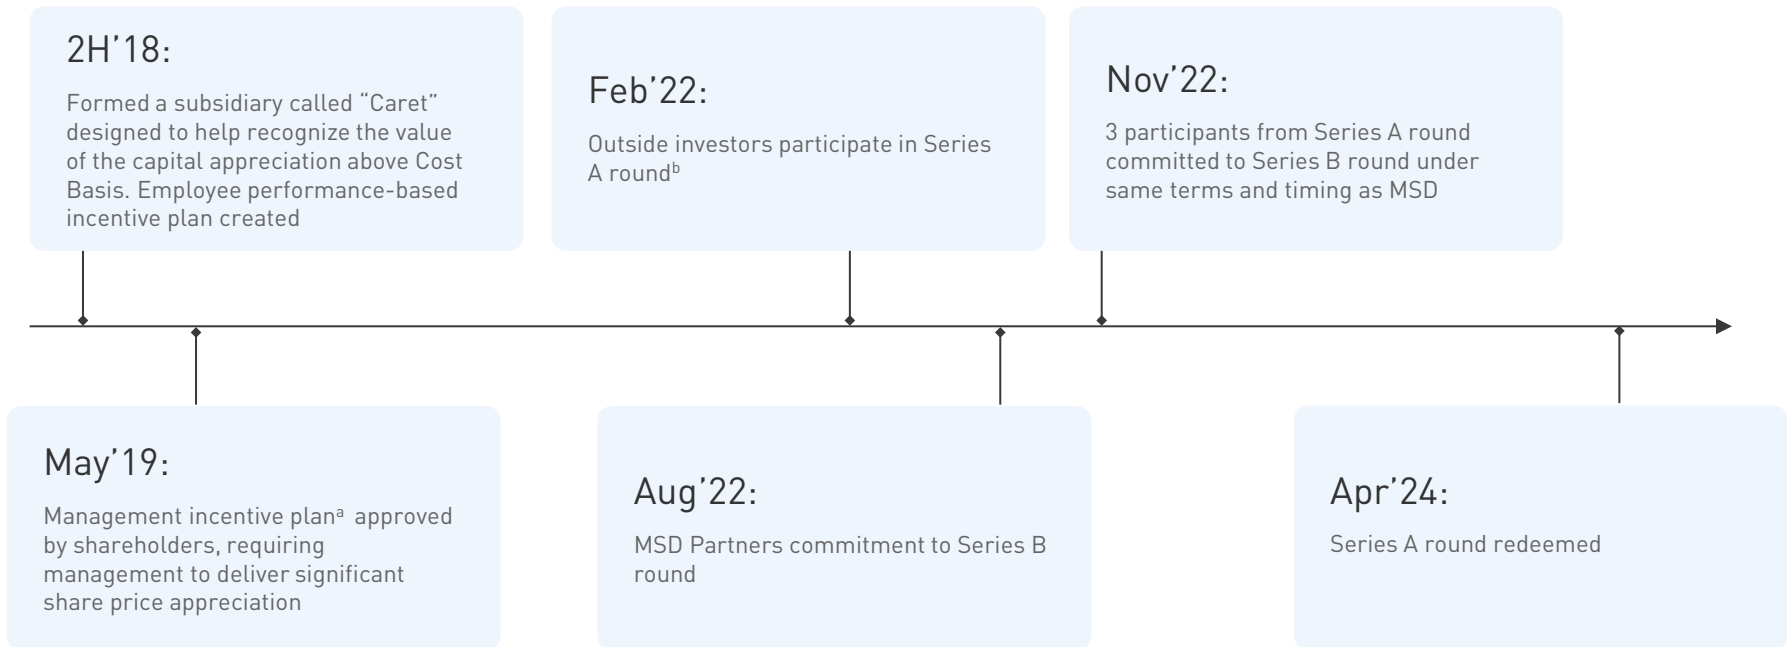 2H’18:
Formed a subsidiary called “Caret”
designed to help recognize the value
of the capital appreciation above Cost
Basis. Employee performance-based
incentive plan created
Feb’22:
Outside investors participate in Series
A roundᵇ
Nov’22:
3 participants from Series A round
committed to Series B round under
same terms and timing as MSD
May’19:
Management incentive planᵃ approved
by shareholders, requiring
management to deliver significant
share price appreciation
Aug’22:
MSD Partners commitment to Series B
round
Apr’24:
Series A round redeemed